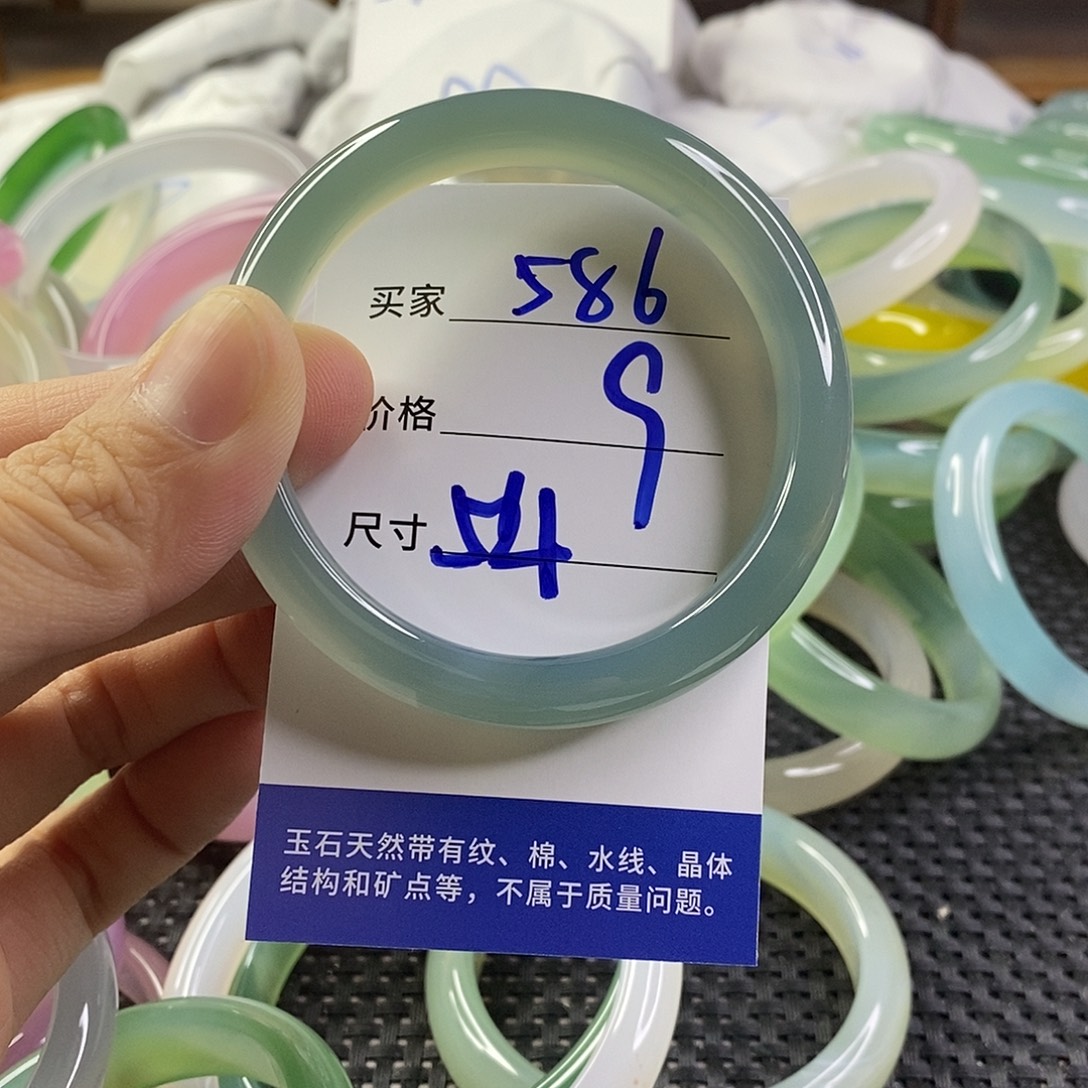 买家 586
价格 9
尺寸
玉石天然带有纹、棉、水线、晶体
结构和矿点等，不属于质量问题。